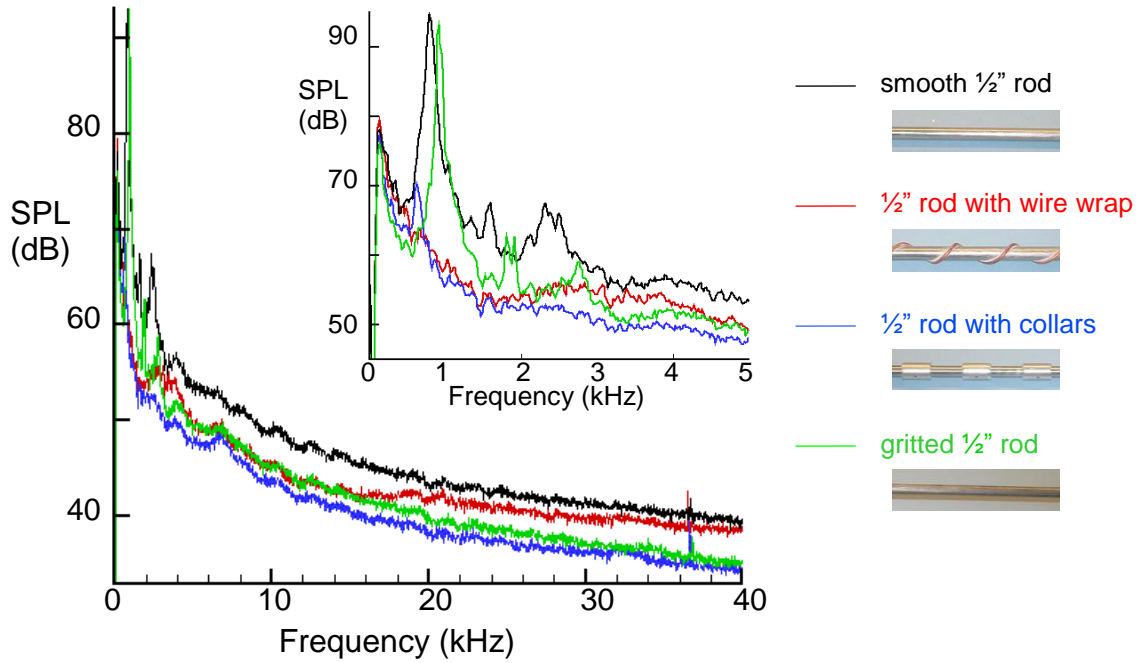 SPL
(dB)
80
60
40
0
10
20
30
40
Frequency (kHz)
SPL
(dB)
90
70
50
0
1
2
3
4
5
Frequency (kHz)
smooth ½” rod
½” rod with wire wrap
½” rod with collars
gritted ½” rod